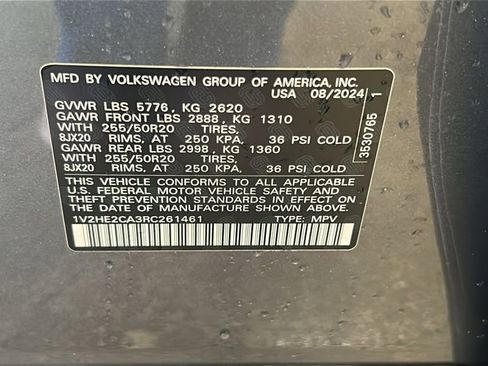 MFD BY VOLKSWAGEN GROUP OF AMERICA, INC.
USA 08/2024
GVWR LBS 5776, KG 2620
GAWR FRONT LBS 2888, KG 1310
WITH 255/50R20 TIRES,
8JX20 RIMS, AT 250 KPA, 36 PSI COLD
GAWR REAR LBS 2998, KG 1360
WITH 255/50R20 TIRES,
8JX20 RIMS, AT 250 KPA, 36 PSI COLD
THIS VEHICLE CONFORMS TO ALL APPLICABLE
U.S. FEDERAL MOTOR VEHICLE SAFETY AND
THEFT PREVENTION STANDARDS IN EFFECT ON
THE DATE OF MANUFACTURE SHOWN ABOVE.
1V2HE2CA3RC261461 TYPE: MPV
3530765 1